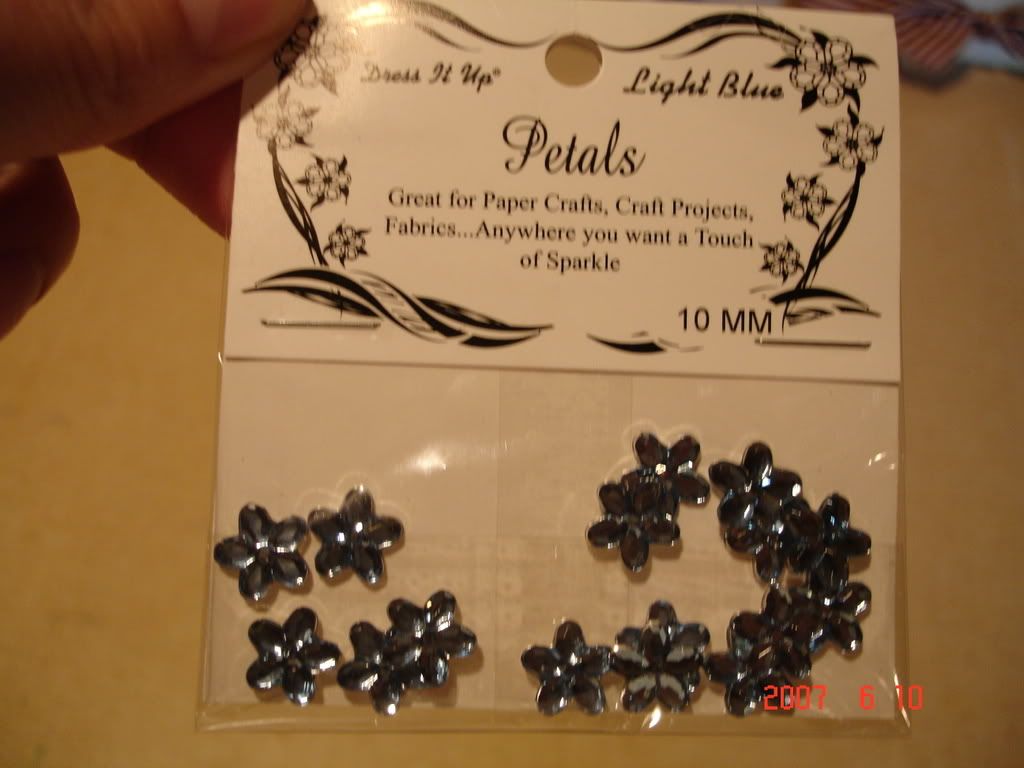 Dress It Up®
Light Blue
Petals
Great for Paper Crafts, Craft Projects,
Fabrics...Anywhere you want a Touch
of Sparkle
10 MM
2007 6 10